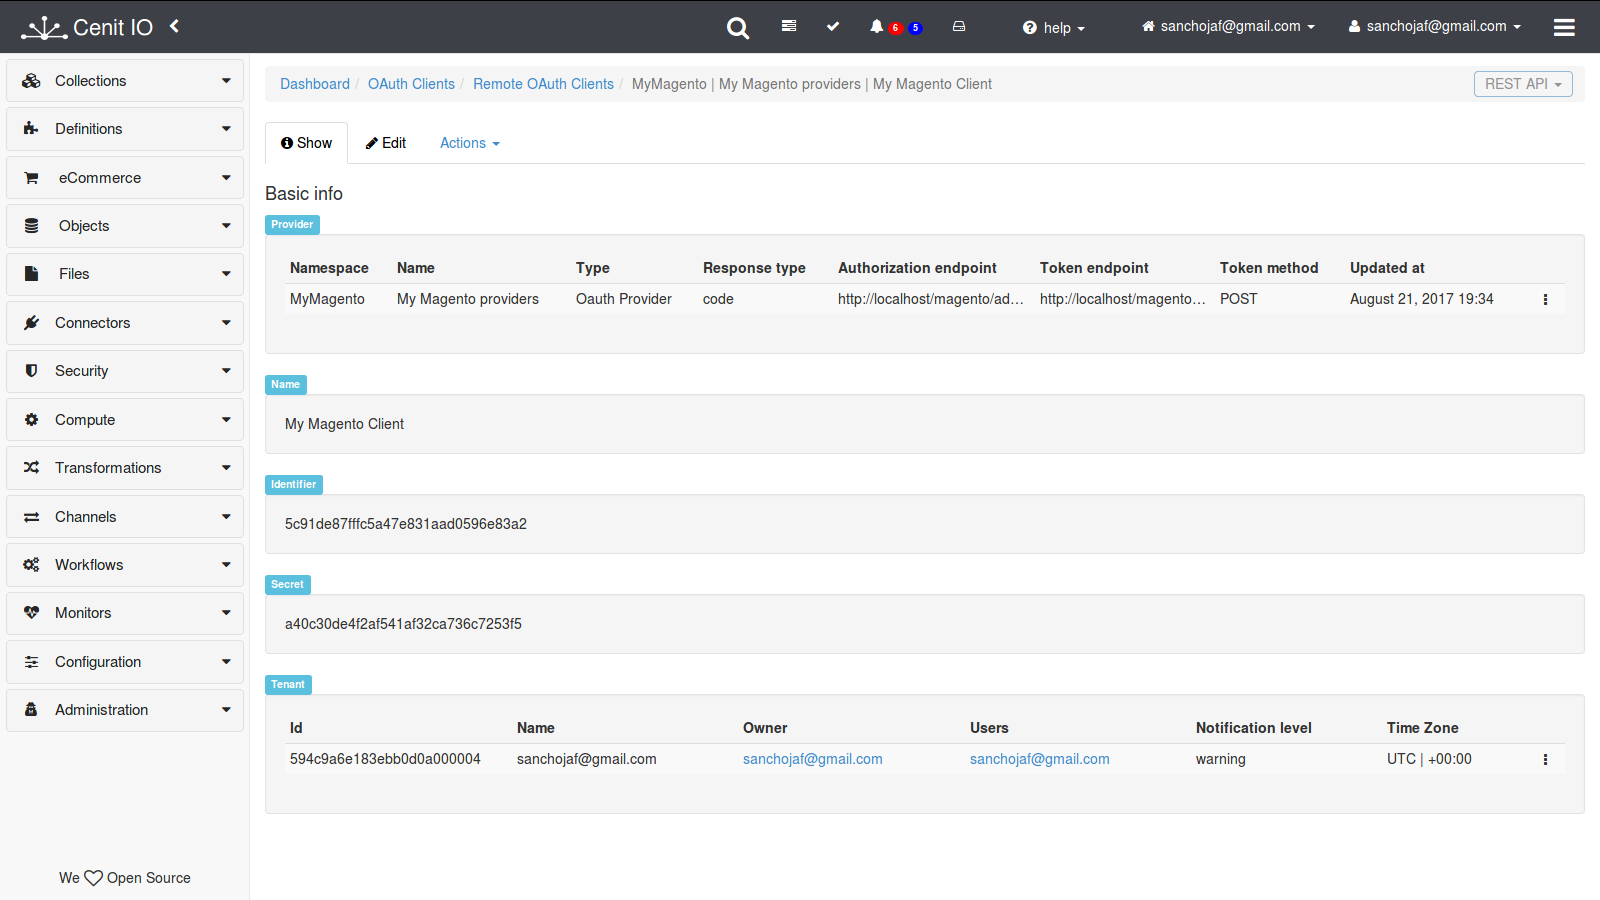 Cenit IO
6 5
help
sanchojaf@gmail.com
sanchojaf@gmail.com
Collections
Definitions
eCommerce
Objects
Files
Connectors
Security
Compute
Transformations
Channels
Workflows
Monitors
Configuration
Administration
We Open Source
Dashboard / OAuth Clients / Remote OAuth Clients / MyMagento | My Magento providers | My Magento Client
REST API
Show Edit Actions
Basic info
Provider
Namespace Name Type Response type Authorization endpoint Token endpoint Token method Updated at
MyMagento My Magento providers Oauth Provider code http://localhost/magento/ad... http://localhost/magento... POST August 21, 2017 19:34
Name
My Magento Client
Identifier
5c91de87fffc5a47e831aad0596e83a2
Secret
a40c30de4f2af541af32ca736c7253f5
Tenant
Id Name Owner Users Notification level Time Zone
594c9a6e183ebb0d0a000004 sanchojaf@gmail.com sanchojaf@gmail.com sanchojaf@gmail.com warning UTC | +00:00